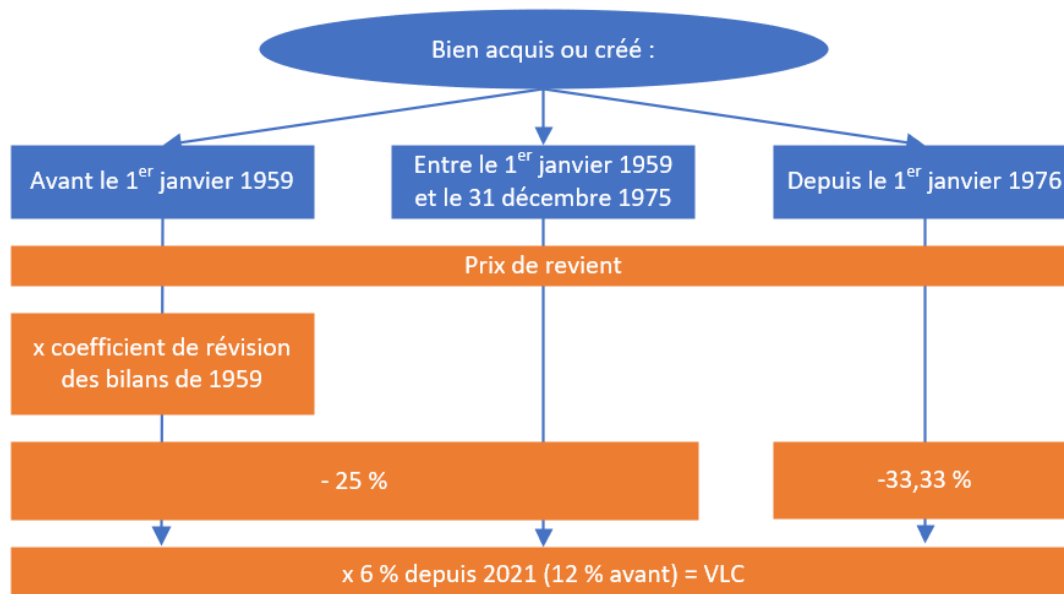 Bien acquis ou créé :
Avant le 1er janvier 1959
Entre le 1er janvier 1959
et le 31 décembre 1975
Depuis le 1er janvier 1976
Prix de revient
x coefficient de révision
des bilans de 1959
- 25 %
-33,33 %
x 6 % depuis 2021 (12 % avant) = VLC